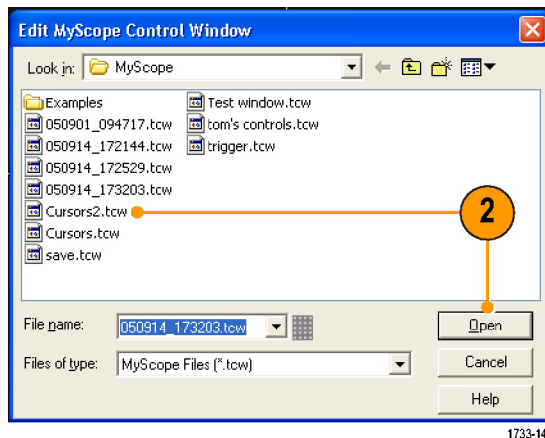 Edit MyScope Control Window
Look in: MyScope
Examples
050901_094717.tcw
050914_172144.tcw
050914_172529.tcw
050914_173203.tcw
Cursors2.tcw
Cursors.tcw
save.tcw
Test window.tcw
tom's controls.tcw
trigger.tcw
2
File name: 050914_173203.tcw Open
Files of type: MyScope Files (*.tcw) Cancel
Help
1733-14